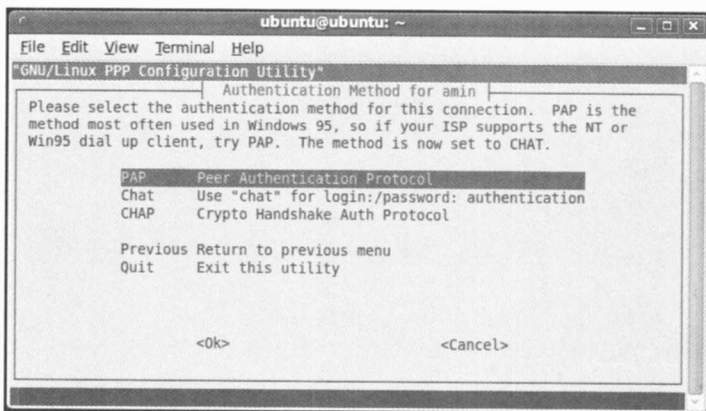 ubuntu@ubuntu: ~
File Edit View Terminal Help
"GNU/Linux PPP Configuration Utility"
Authentication Method for amin
Please select the authentication method for this connection. PAP is the
method most often used in Windows 95, so if your ISP supports the NT or
Win95 dial up client, try PAP. The method is now set to CHAT.
PAP Peer Authentication Protocol
Chat Use "chat" for login:/password: authentication
CHAP Crypto Handshake Auth Protocol
Previous Return to previous menu
Quit Exit this utility
<Ok> <Cancel>